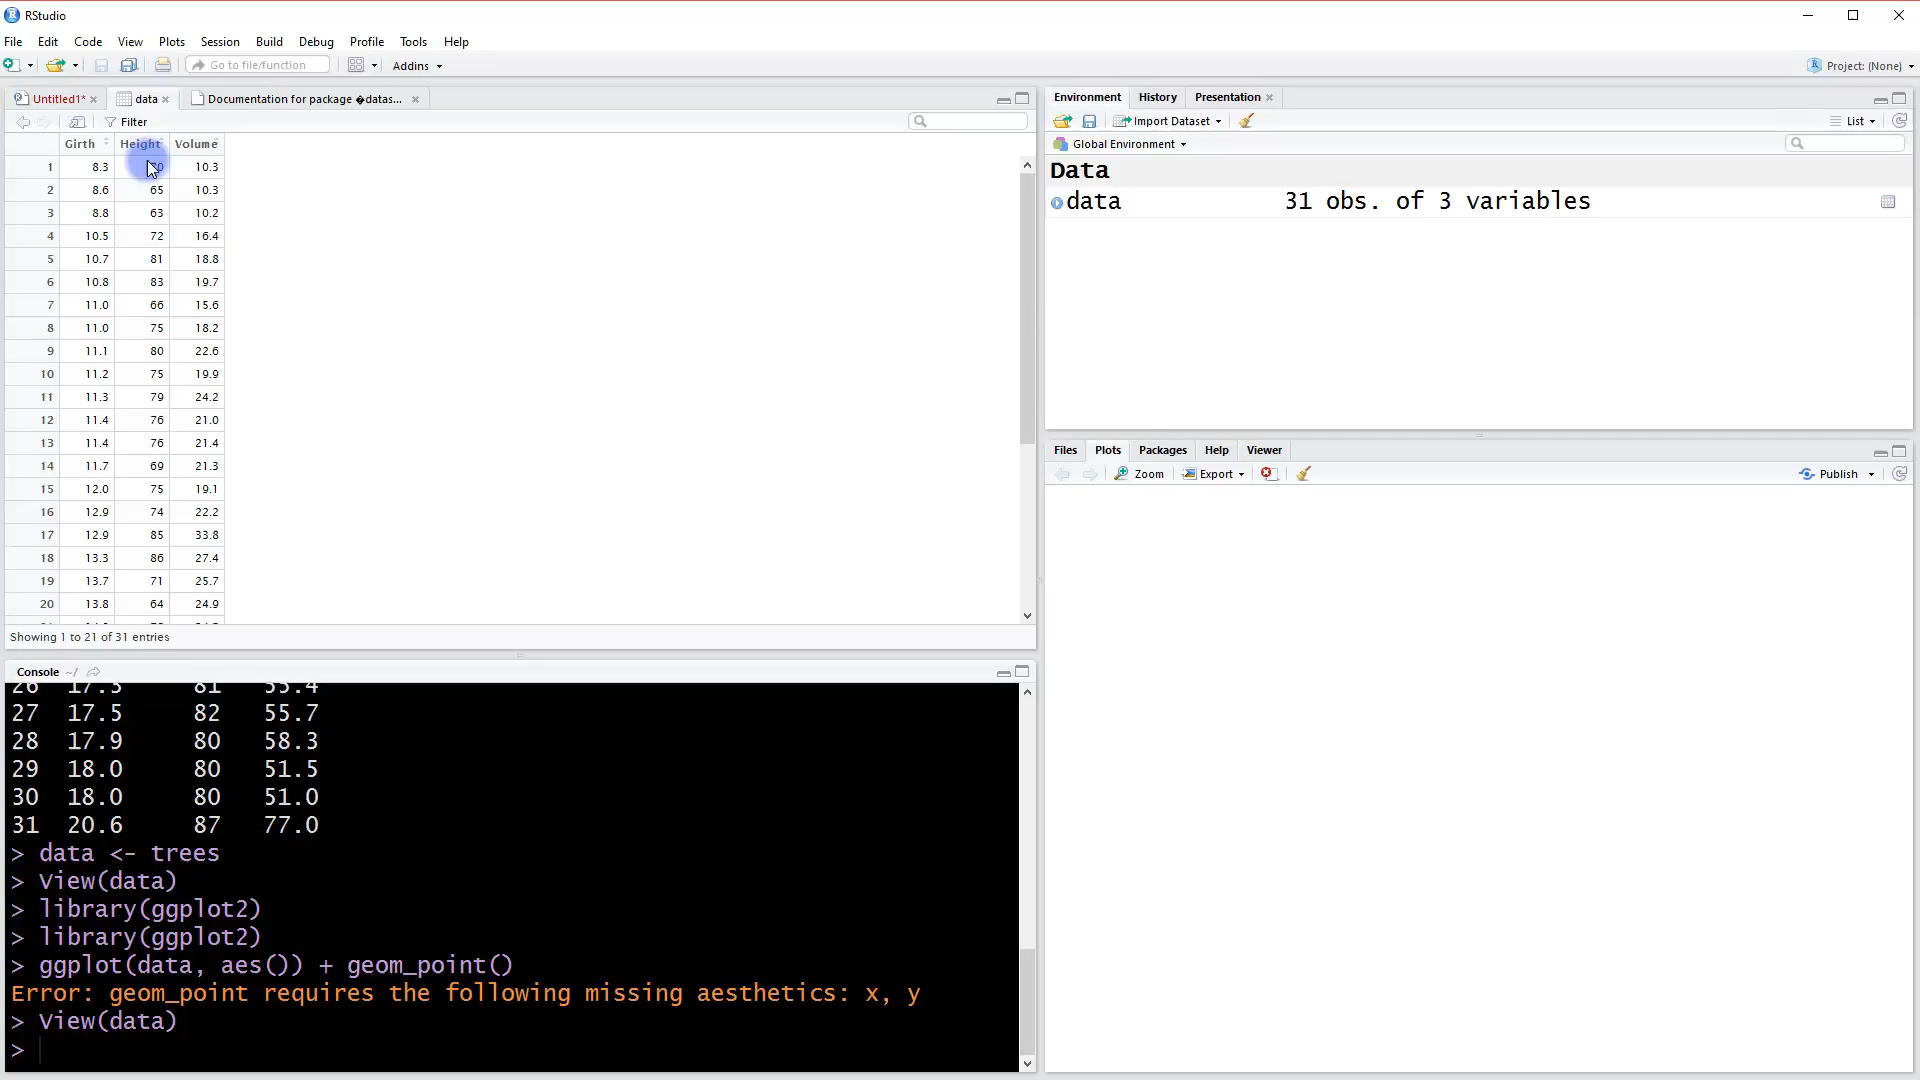 RStudio
File Edit Code View Plots Session Build Debug Profile Tools Help
Go to file/function Addins Project: (None)
Untitled1* data Documentation for package �datas...
Filter
Girth Height Volume
1 8.3 10.3
2 8.6 65 10.3
3 8.8 63 10.2
4 10.5 72 16.4
5 10.7 81 18.8
6 10.8 83 19.7
7 11.0 66 15.6
8 11.0 75 18.2
9 11.1 80 22.6
10 11.2 75 19.9
11 11.3 79 24.2
12 11.4 76 21.0
13 11.4 76 21.4
14 11.7 69 21.3
15 12.0 75 19.1
16 12.9 74 22.2
17 12.9 85 33.8
18 13.3 86 27.4
19 13.7 71 25.7
20 13.8 64 24.9
Showing 1 to 21 of 31 entries
Console ~/
26 17.3 81 55.4
27 17.5 82 55.7
28 17.9 80 58.3
29 18.0 80 51.5
30 18.0 80 51.0
31 20.6 87 77.0
> data <- trees
> View(data)
> library(ggplot2)
> library(ggplot2)
> ggplot(data, aes()) + geom_point()
Error: geom_point requires the following missing aesthetics: x, y
> View(data)
>
Environment History Presentation
Import Dataset List
Global Environment
Data
data 31 obs. of 3 variables
Files Plots Packages Help Viewer
Zoom Export Publish